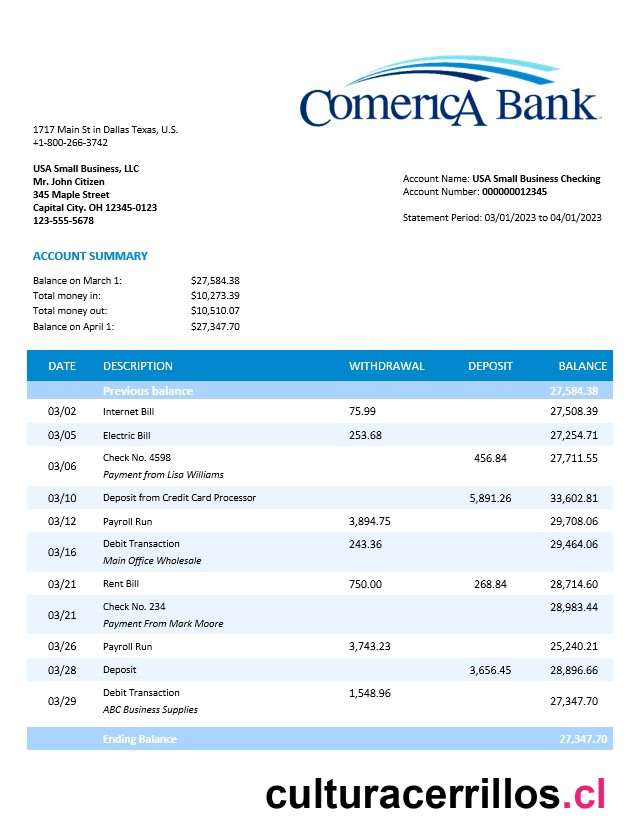 ComericA Bank
1717 Main St in Dallas Texas, U.S.
+1-800-266-3742
USA Small Business, LLC
Mr. John Citizen
345 Maple Street
Capital City. OH 12345-0123
123-555-5678
Account Name: USA Small Business Checking
Account Number: 000000012345
Statement Period: 03/01/2023 to 04/01/2023
ACCOUNT SUMMARY
Balance on March 1: $27,584.38
Total money in: $10,273.39
Total money out: $10,510.07
Balance on April 1: $27,347.70
DATE DESCRIPTION WITHDRAWAL DEPOSIT BALANCE
Previous balance 27,584.38
03/02 Internet Bill 75.99 27,508.39
03/05 Electric Bill 253.68 27,254.71
03/06 Check No. 4598 456.84 27,711.55
Payment from Lisa Williams
03/10 Deposit from Credit Card Processor 5,891.26 33,602.81
03/12 Payroll Run 3,894.75 29,708.06
03/16 Debit Transaction 243.36 29,464.06
Main Office Wholesale
03/21 Rent Bill 750.00 268.84 28,714.60
03/21 Check No. 234 28,983.44
Payment From Mark Moore
03/26 Payroll Run 3,743.23 25,240.21
03/28 Deposit 3,656.45 28,896.66
03/29 Debit Transaction 1,548.96 27,347.70
ABC Business Supplies
Ending Balance 27,347.70
culturacerrillos.cl